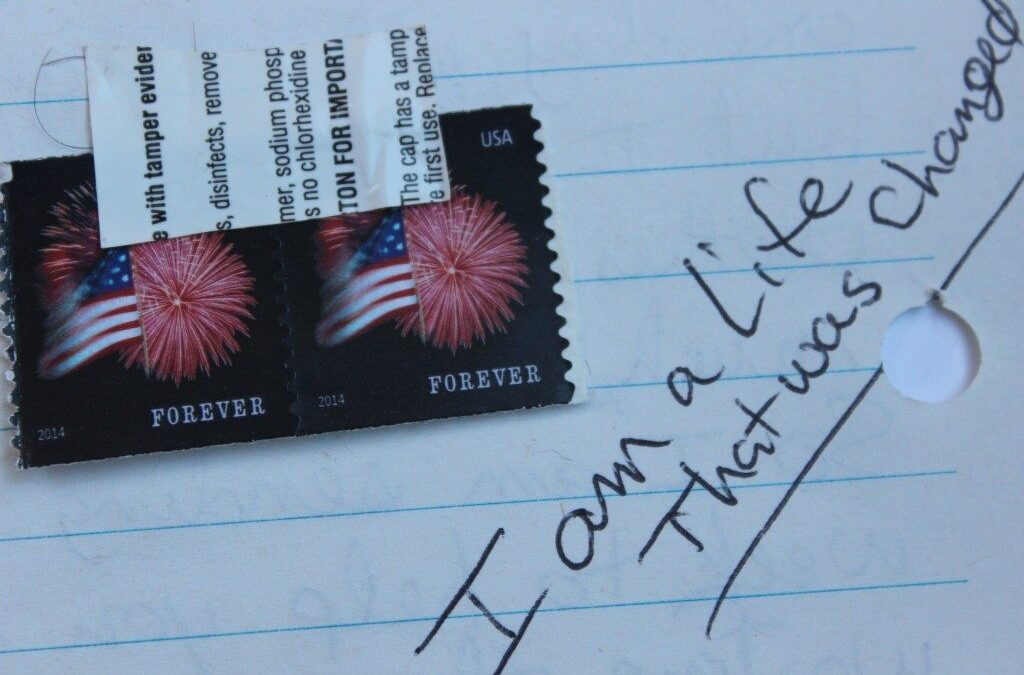 e with tamper evider
s, disinfects, remove
mer, sodium phosp
s no chlorhexidine
TON FOR IMPORTA
The cap has a tamp
e first use. Replace
USA
FOREVER
2014
FOREVER
2014
I am a Life
That was Changed